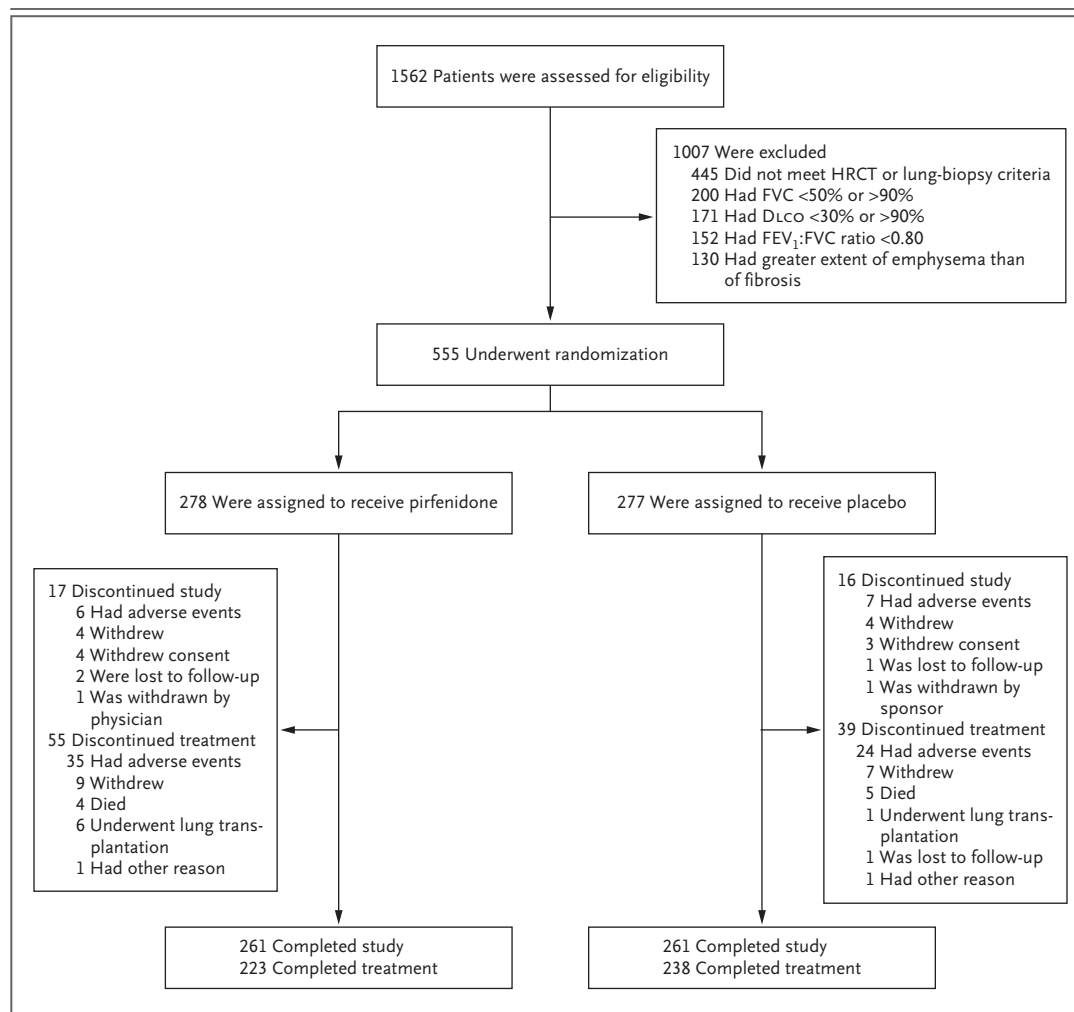 1562 Patients were assessed for eligibility
1007 Were excluded
445 Did not meet HRCT or lung-biopsy criteria
200 Had FVC <50% or >90%
171 Had DLCO <30% or >90%
152 Had FEV1:FVC ratio <0.80
130 Had greater extent of emphysema than
of fibrosis
555 Underwent randomization
278 Were assigned to receive pirfenidone
277 Were assigned to receive placebo
17 Discontinued study
6 Had adverse events
4 Withdrew
4 Withdrew consent
2 Were lost to follow-up
1 Was withdrawn by
physician
55 Discontinued treatment
35 Had adverse events
9 Withdrew
4 Died
6 Underwent lung trans-
plantation
1 Had other reason
16 Discontinued study
7 Had adverse events
4 Withdrew
3 Withdrew consent
1 Was lost to follow-up
1 Was withdrawn by
sponsor
39 Discontinued treatment
24 Had adverse events
7 Withdrew
5 Died
1 Underwent lung trans-
plantation
1 Was lost to follow-up
1 Had other reason
261 Completed study
223 Completed treatment
261 Completed study
238 Completed treatment